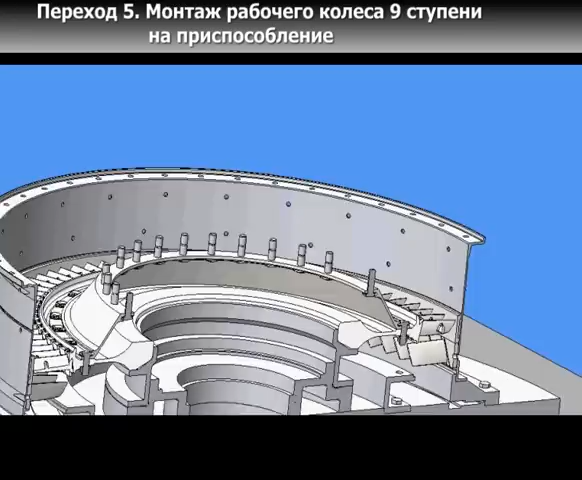 Переход 5. Монтаж рабочего колеса 9 ступени
на приспособление